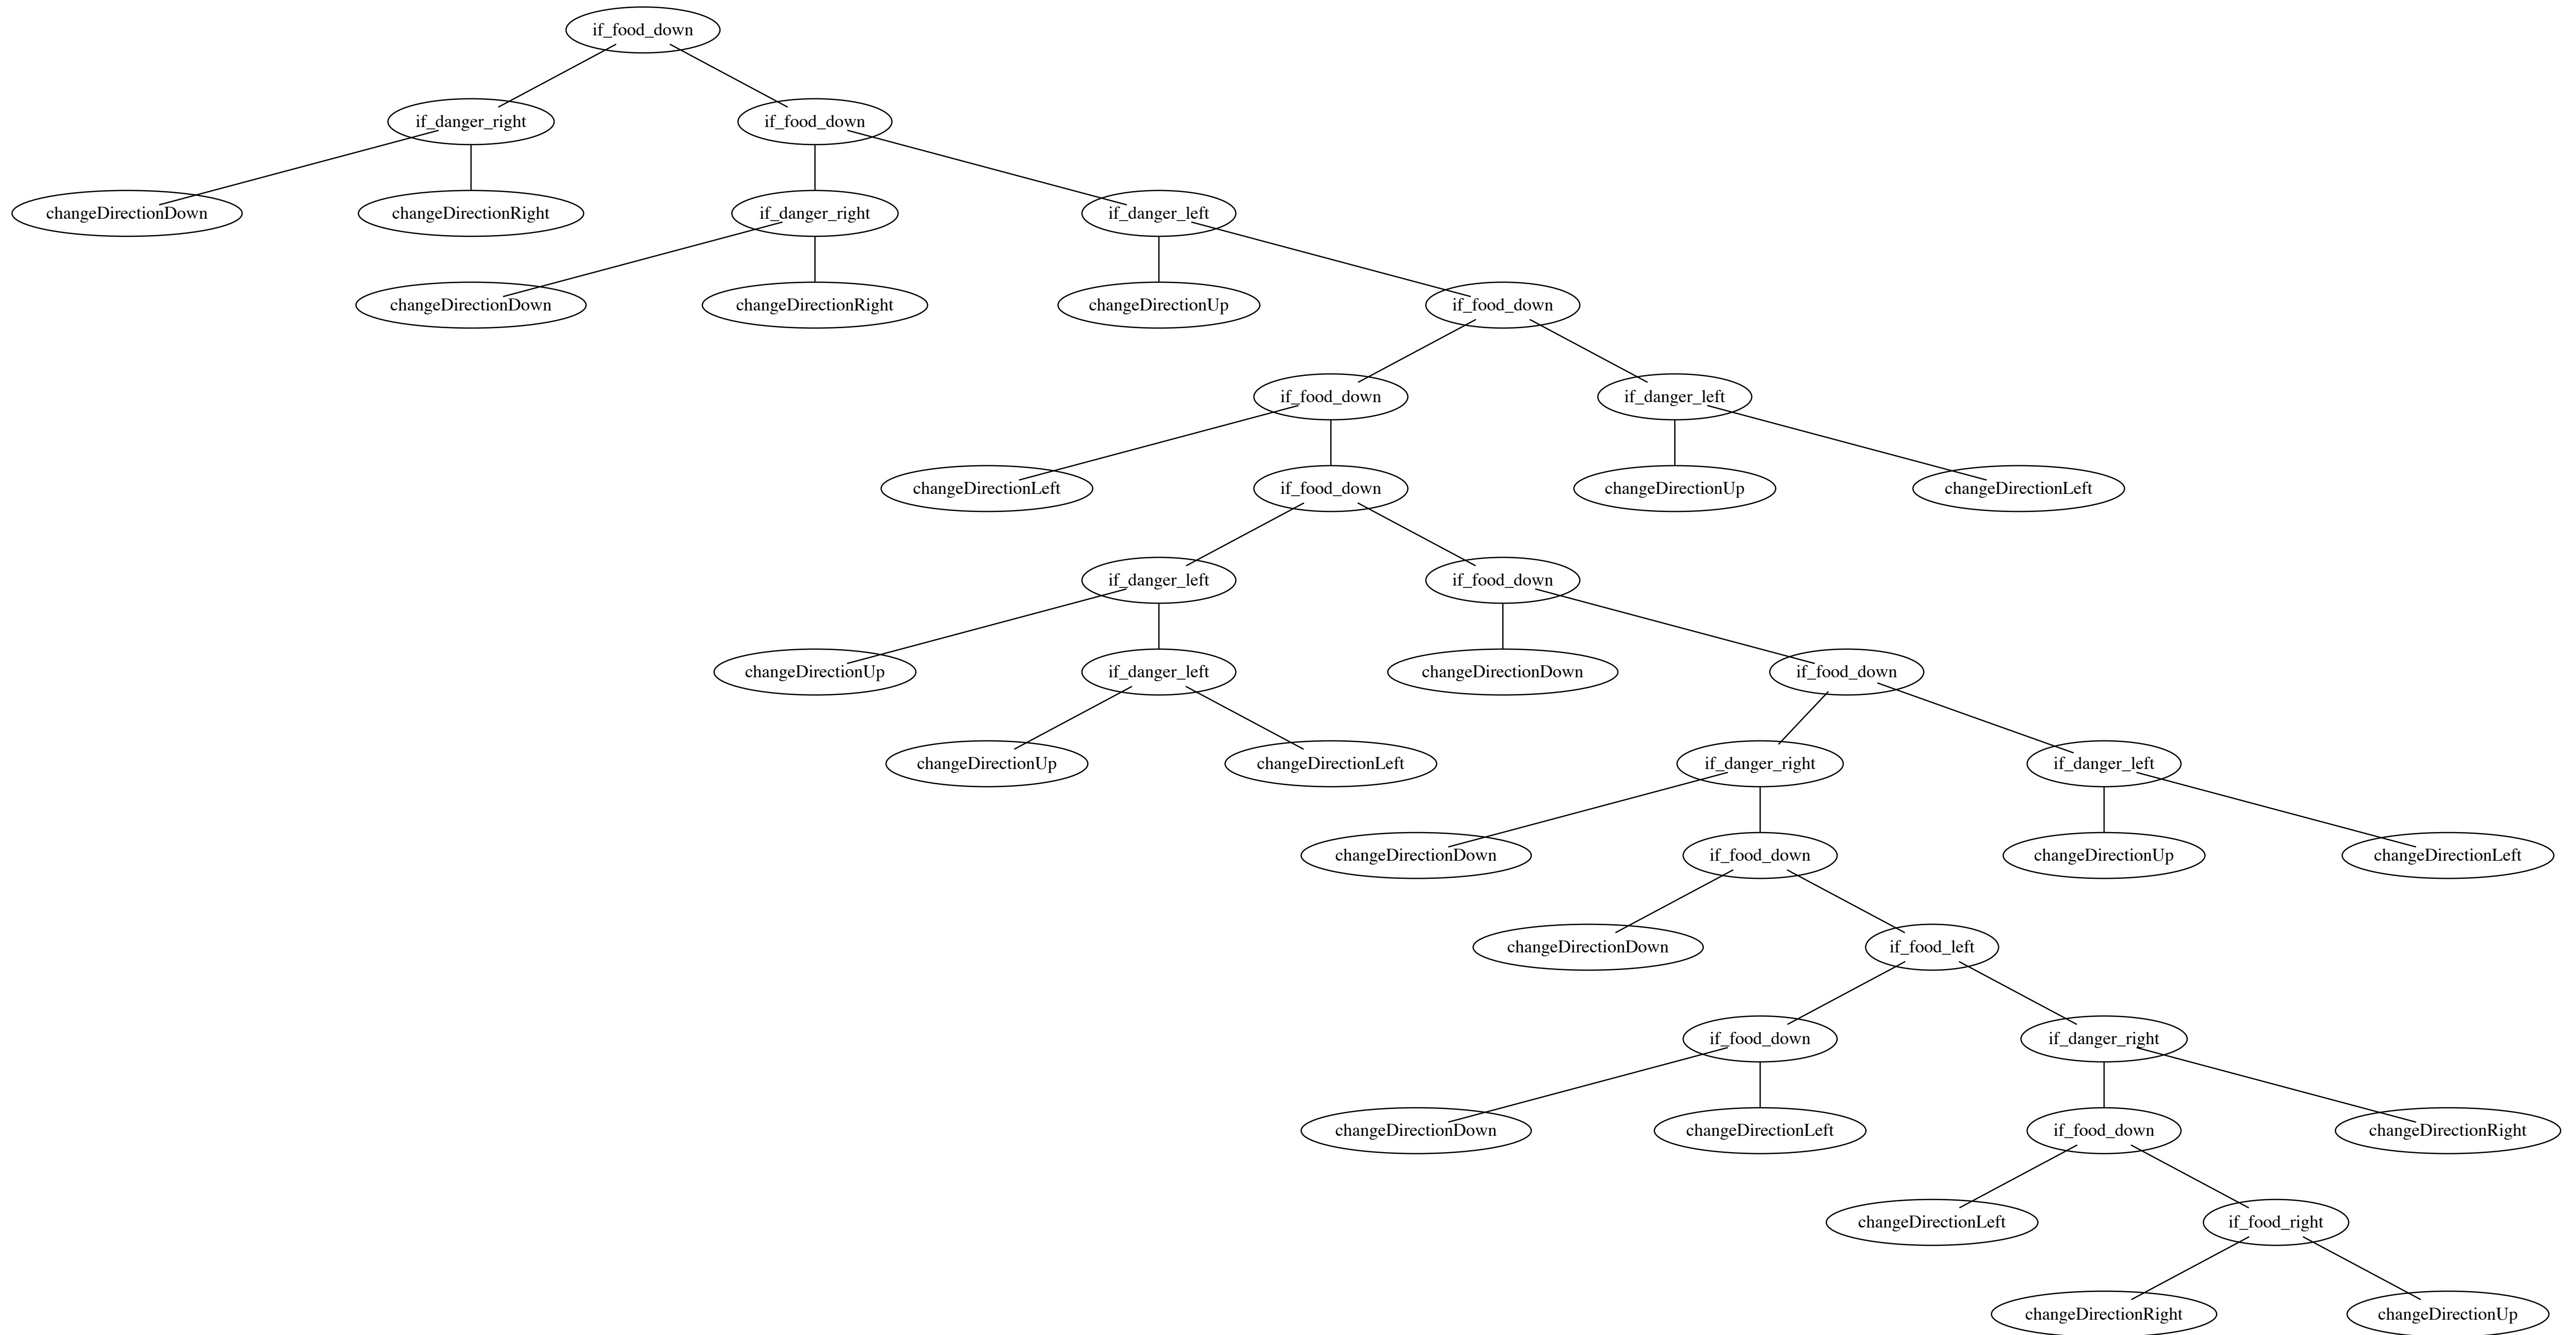 if_food_down
if_danger_right
if_food_down
changeDirectionDown
changeDirectionRight
if_danger_right
if_danger_left
changeDirectionDown
changeDirectionRight
changeDirectionUp
if_food_down
if_food_down
if_danger_left
changeDirectionLeft
if_food_down
changeDirectionUp
changeDirectionLeft
if_danger_left
if_food_down
changeDirectionUp
if_danger_left
changeDirectionDown
if_food_down
changeDirectionUp
changeDirectionLeft
if_danger_right
if_danger_left
changeDirectionDown
if_food_down
changeDirectionUp
changeDirectionLeft
changeDirectionDown
if_food_left
if_food_down
if_danger_right
changeDirectionDown
changeDirectionLeft
if_food_down
changeDirectionRight
changeDirectionLeft
if_food_right
changeDirectionRight
changeDirectionUp